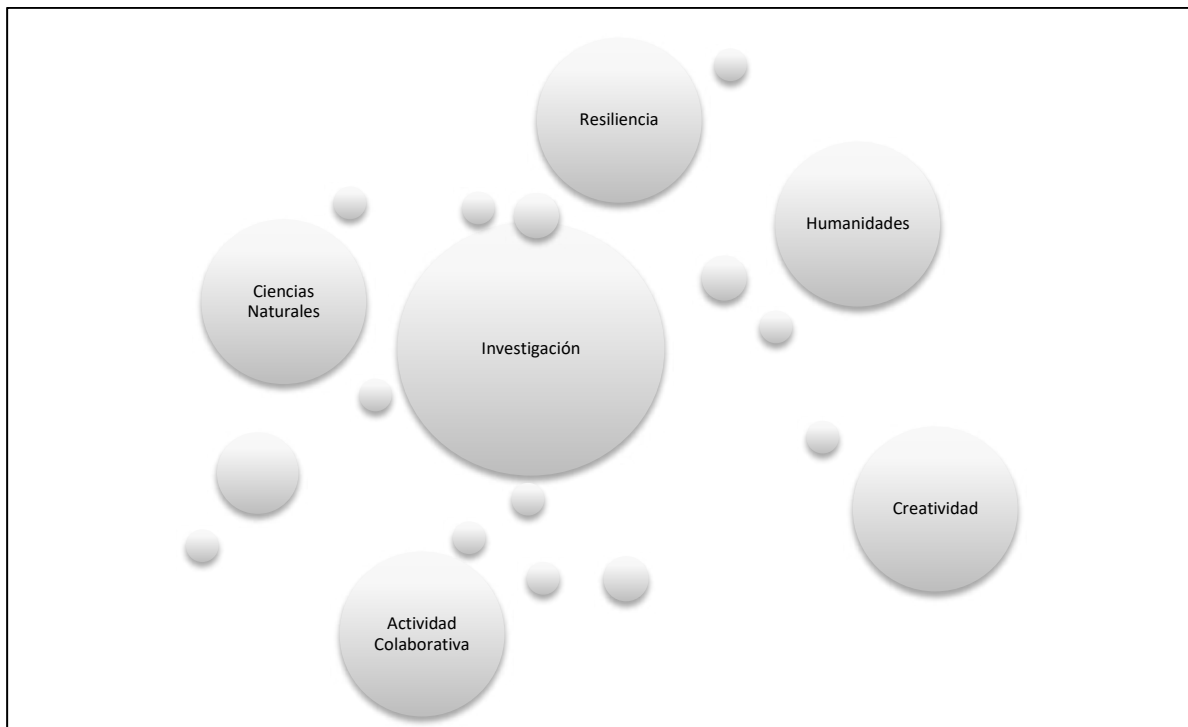 Resiliencia
Humanidades
Ciencias
Naturales
Investigación
Creatividad
Actividad
Colaborativa